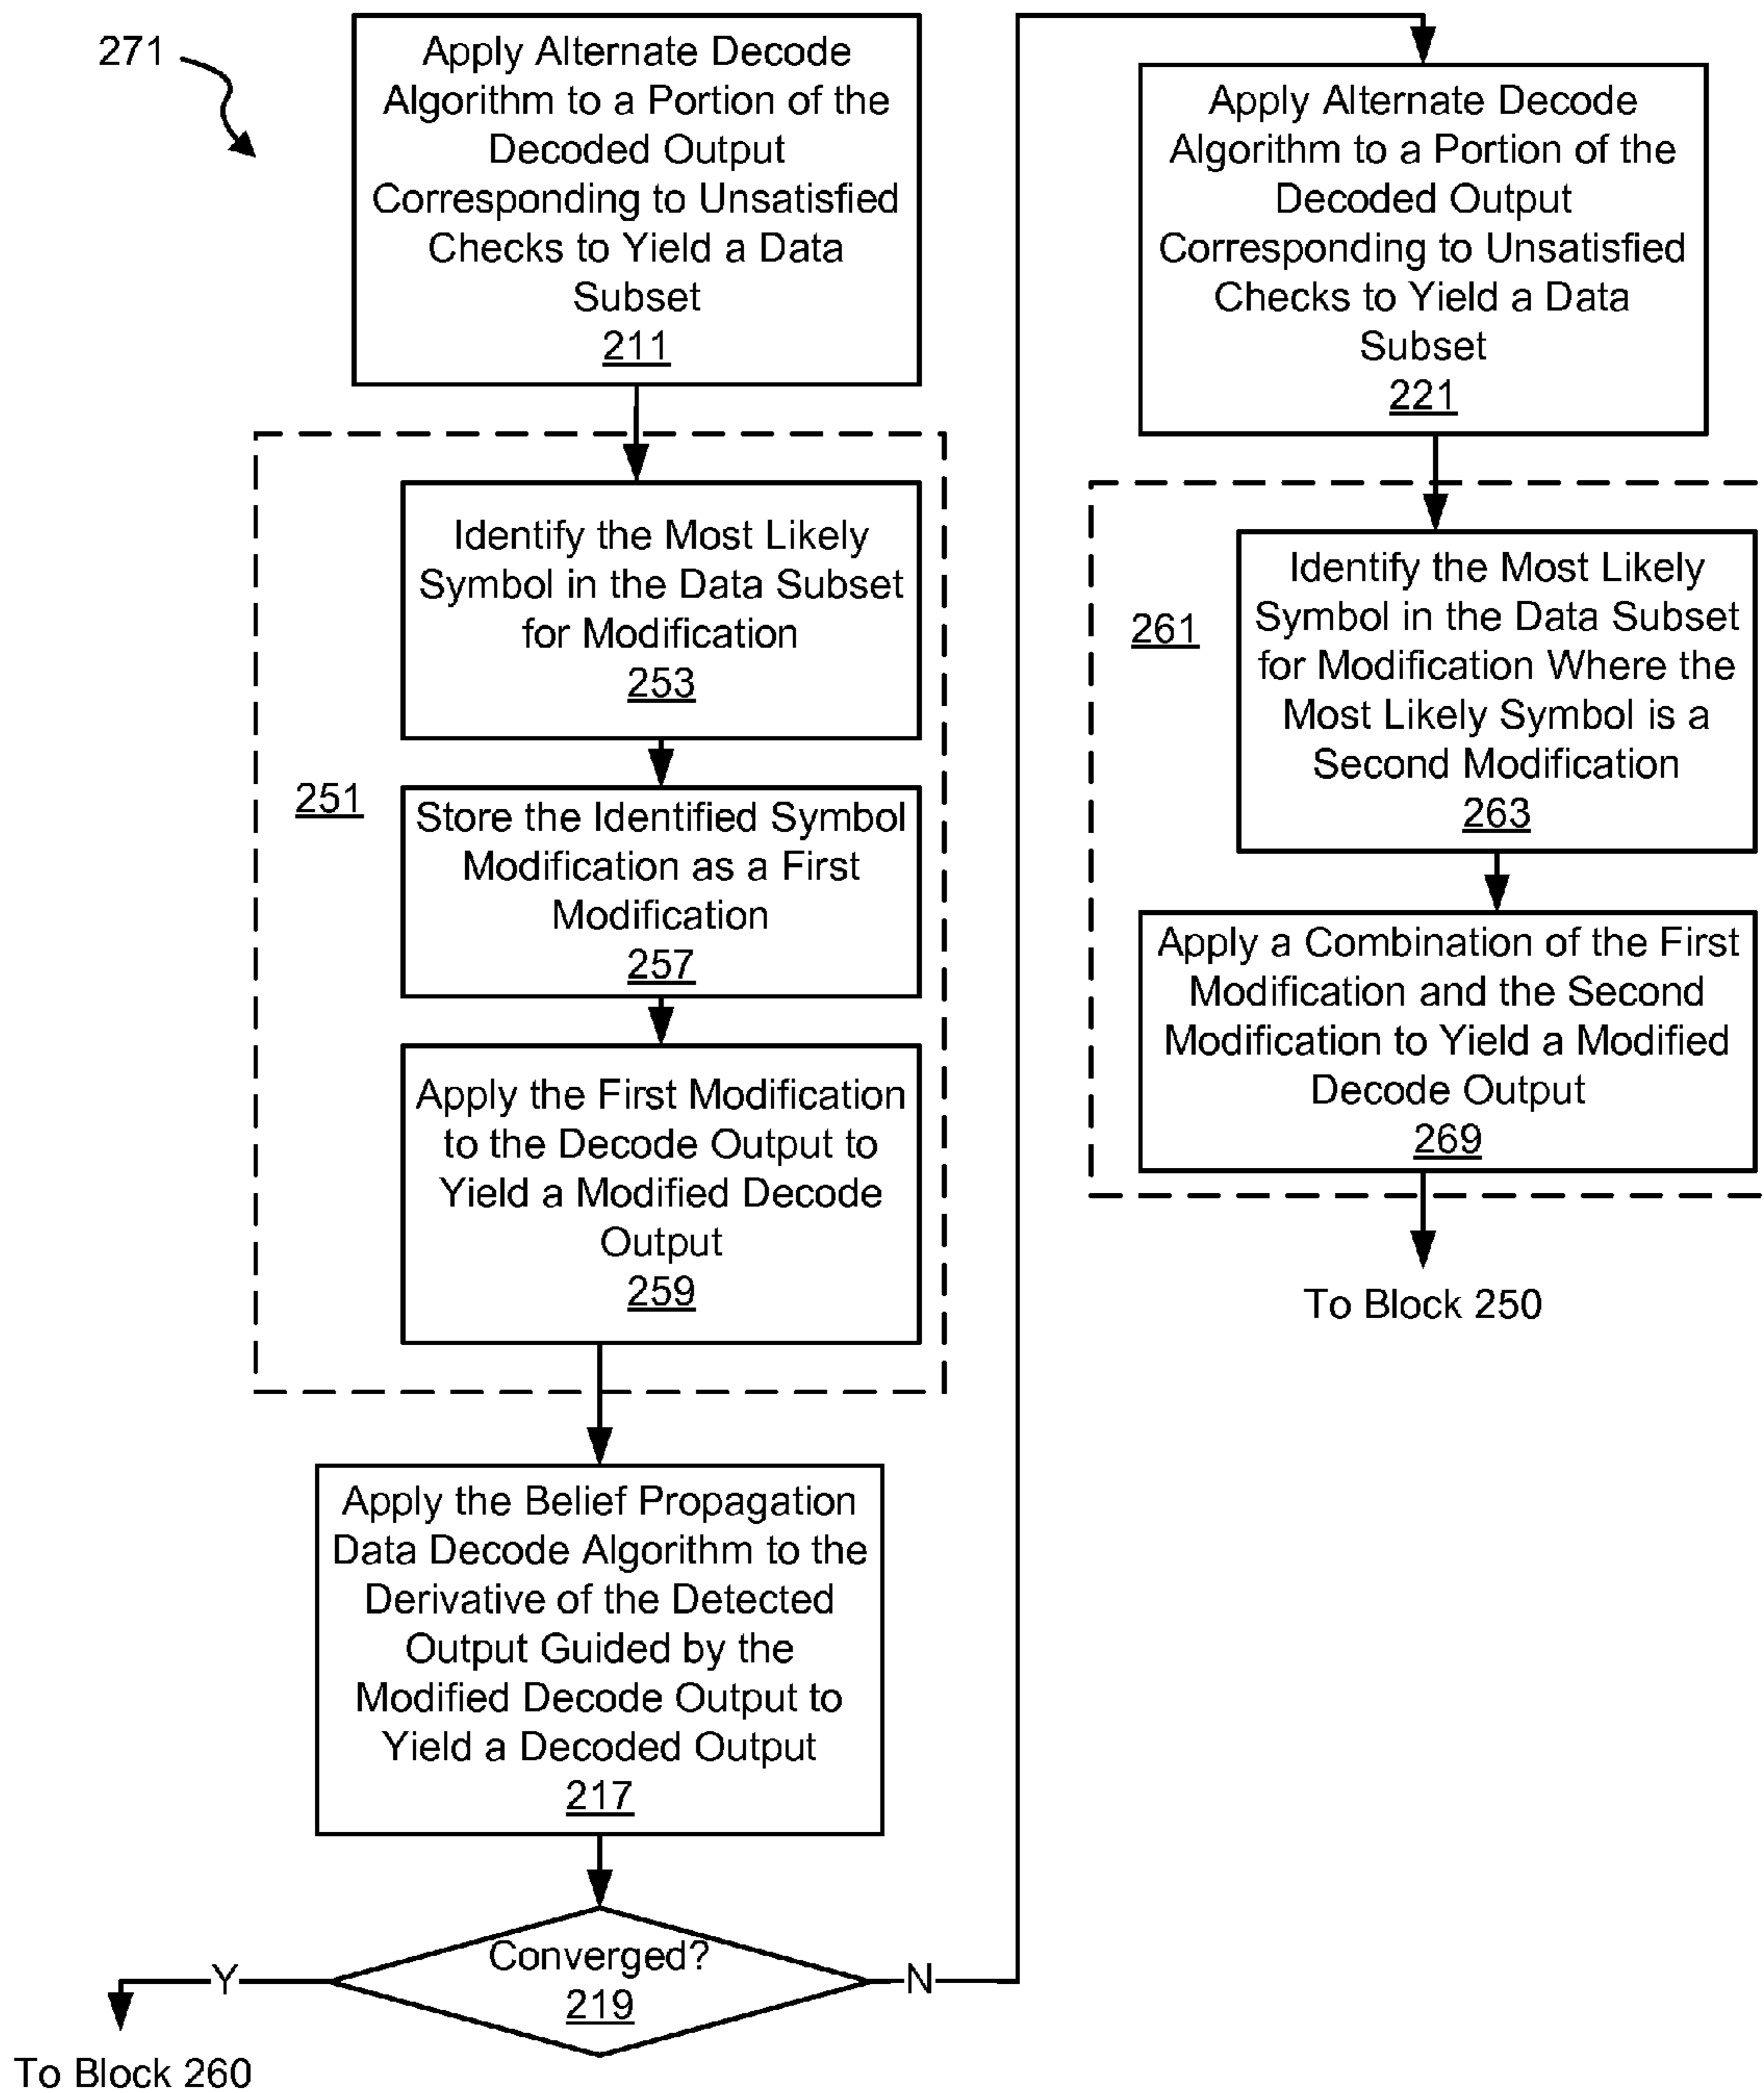 271
Apply Alternate Decode
Algorithm to a Portion of the
Decoded Output
Corresponding to Unsatisfied
Checks to Yield a Data
Subset
211
251
Identify the Most Likely
Symbol in the Data Subset
for Modification
253
Store the Identified Symbol
Modification as a First
Modification
257
Apply the First Modification
to the Decode Output to
Yield a Modified Decode
Output
259
Apply the Belief Propagation
Data Decode Algorithm to the
Derivative of the Detected
Output Guided by the
Modified Decode Output to
Yield a Decoded Output
217
Converged?
219
Y
N
To Block 260
Apply Alternate Decode
Algorithm to a Portion of the
Decoded Output
Corresponding to Unsatisfied
Checks to Yield a Data
Subset
221
261
Identify the Most Likely
Symbol in the Data Subset
for Modification Where the
Most Likely Symbol is a
Second Modification
263
Apply a Combination of the First
Modification and the Second
Modification to Yield a Modified
Decode Output
269
To Block 250